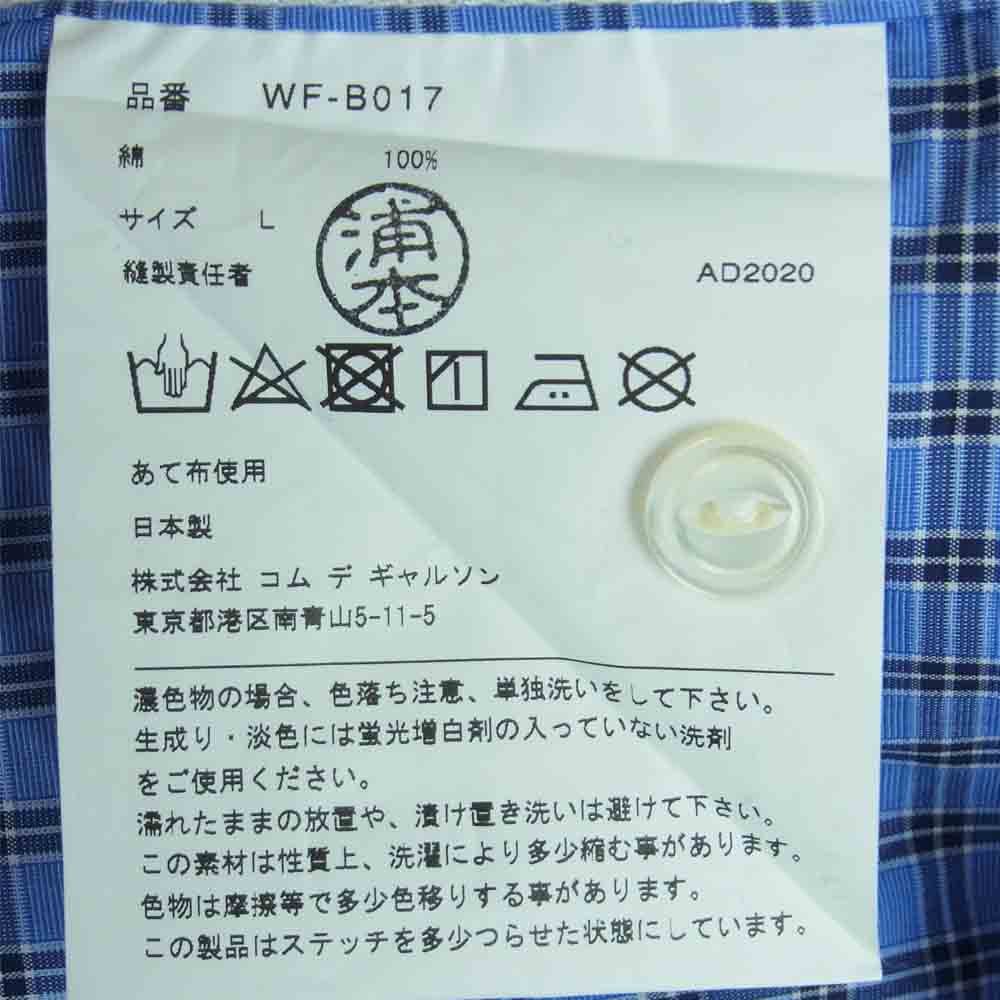 品番 WF-B017
綿 100%
サイズ L
縫製責任者 浦本 AD2020
あて布使用
日本製
株式会社 コム デ ギャルソン
東京都港区南青山5-11-5
濃色物の場合、色落ち注意、単独洗いをして下さい。
生成り・淡色には蛍光増白剤の入っていない洗剤
をご使用ください。
濡れたままの放置や、漬け置き洗いは避けて下さい。
この素材は性質上、洗濯により多少縮む事があります。
色物は摩擦等で多少色移りする事があります。
この製品はステッチを多少つらせた状態にしています。